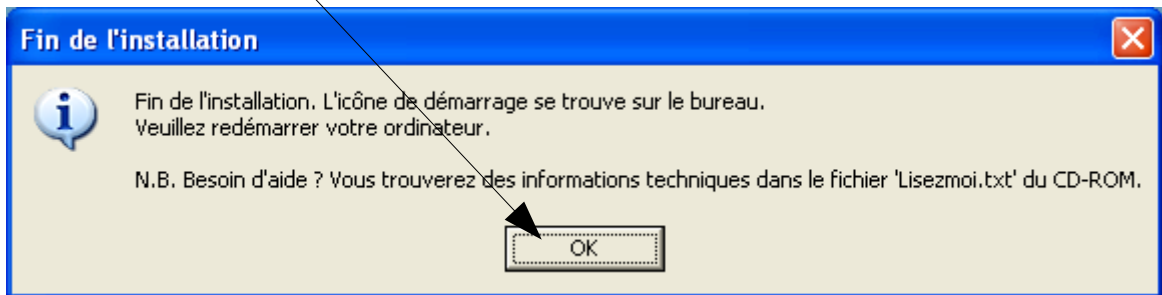 Fin de l'installation
Fin de l'installation. L'icône de démarrage se trouve sur le bureau.
Veuillez redémarrer votre ordinateur.
N.B. Besoin d'aide ? Vous trouverez des informations techniques dans le fichier 'Lisezmoi.txt' du CD-ROM.
OK